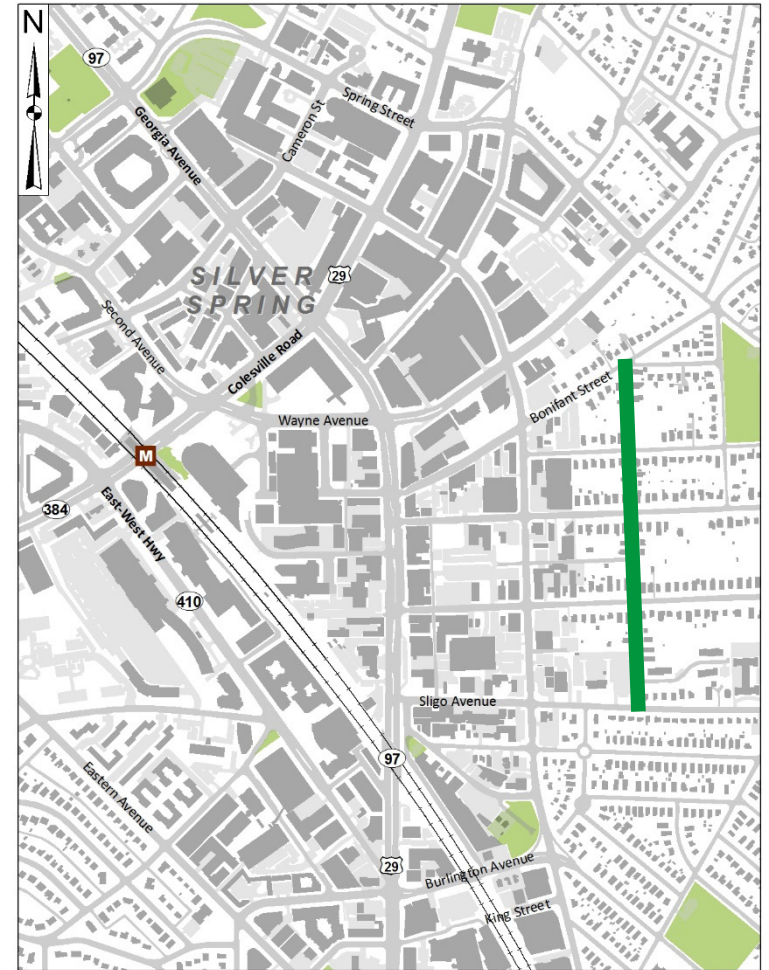 N
97
Georgia Avenue
Cameron St
Spring Street
SILVER
SPRING
29
Second Avenue
Colesville Road
Bonifant Street
Wayne Avenue
M
384
East-West Hwy
410
Sligo Avenue
97
Eastern Avenue
29
Burlington Avenue
King Street